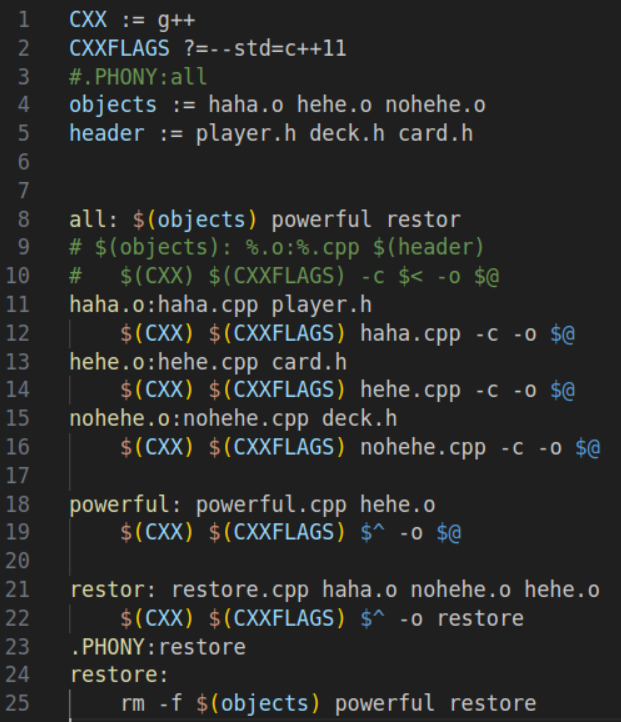 1 CXX := g++
2 CXXFLAGS ?=--std=c++11
3 #.PHONY:all
4 objects := haha.o hehe.o nohehe.o
5 header := player.h deck.h card.h
6
7
8 all: $(objects) powerful restor
9 # $(objects): %.o:%.cpp $(header)
10 #   $(CXX) $(CXXFLAGS) -c $< -o $@
11 haha.o:haha.cpp player.h
12     $(CXX) $(CXXFLAGS) haha.cpp -c -o $@
13 hehe.o:hehe.cpp card.h
14     $(CXX) $(CXXFLAGS) hehe.cpp -c -o $@
15 nohehe.o:nohehe.cpp deck.h
16     $(CXX) $(CXXFLAGS) nohehe.cpp -c -o $@
17
18 powerful: powerful.cpp hehe.o
19     $(CXX) $(CXXFLAGS) $^ -o $@
20
21 restor: restore.cpp haha.o nohehe.o hehe.o
22     $(CXX) $(CXXFLAGS) $^ -o restore
23 .PHONY:restore
24 restore:
25     rm -f $(objects) powerful restore